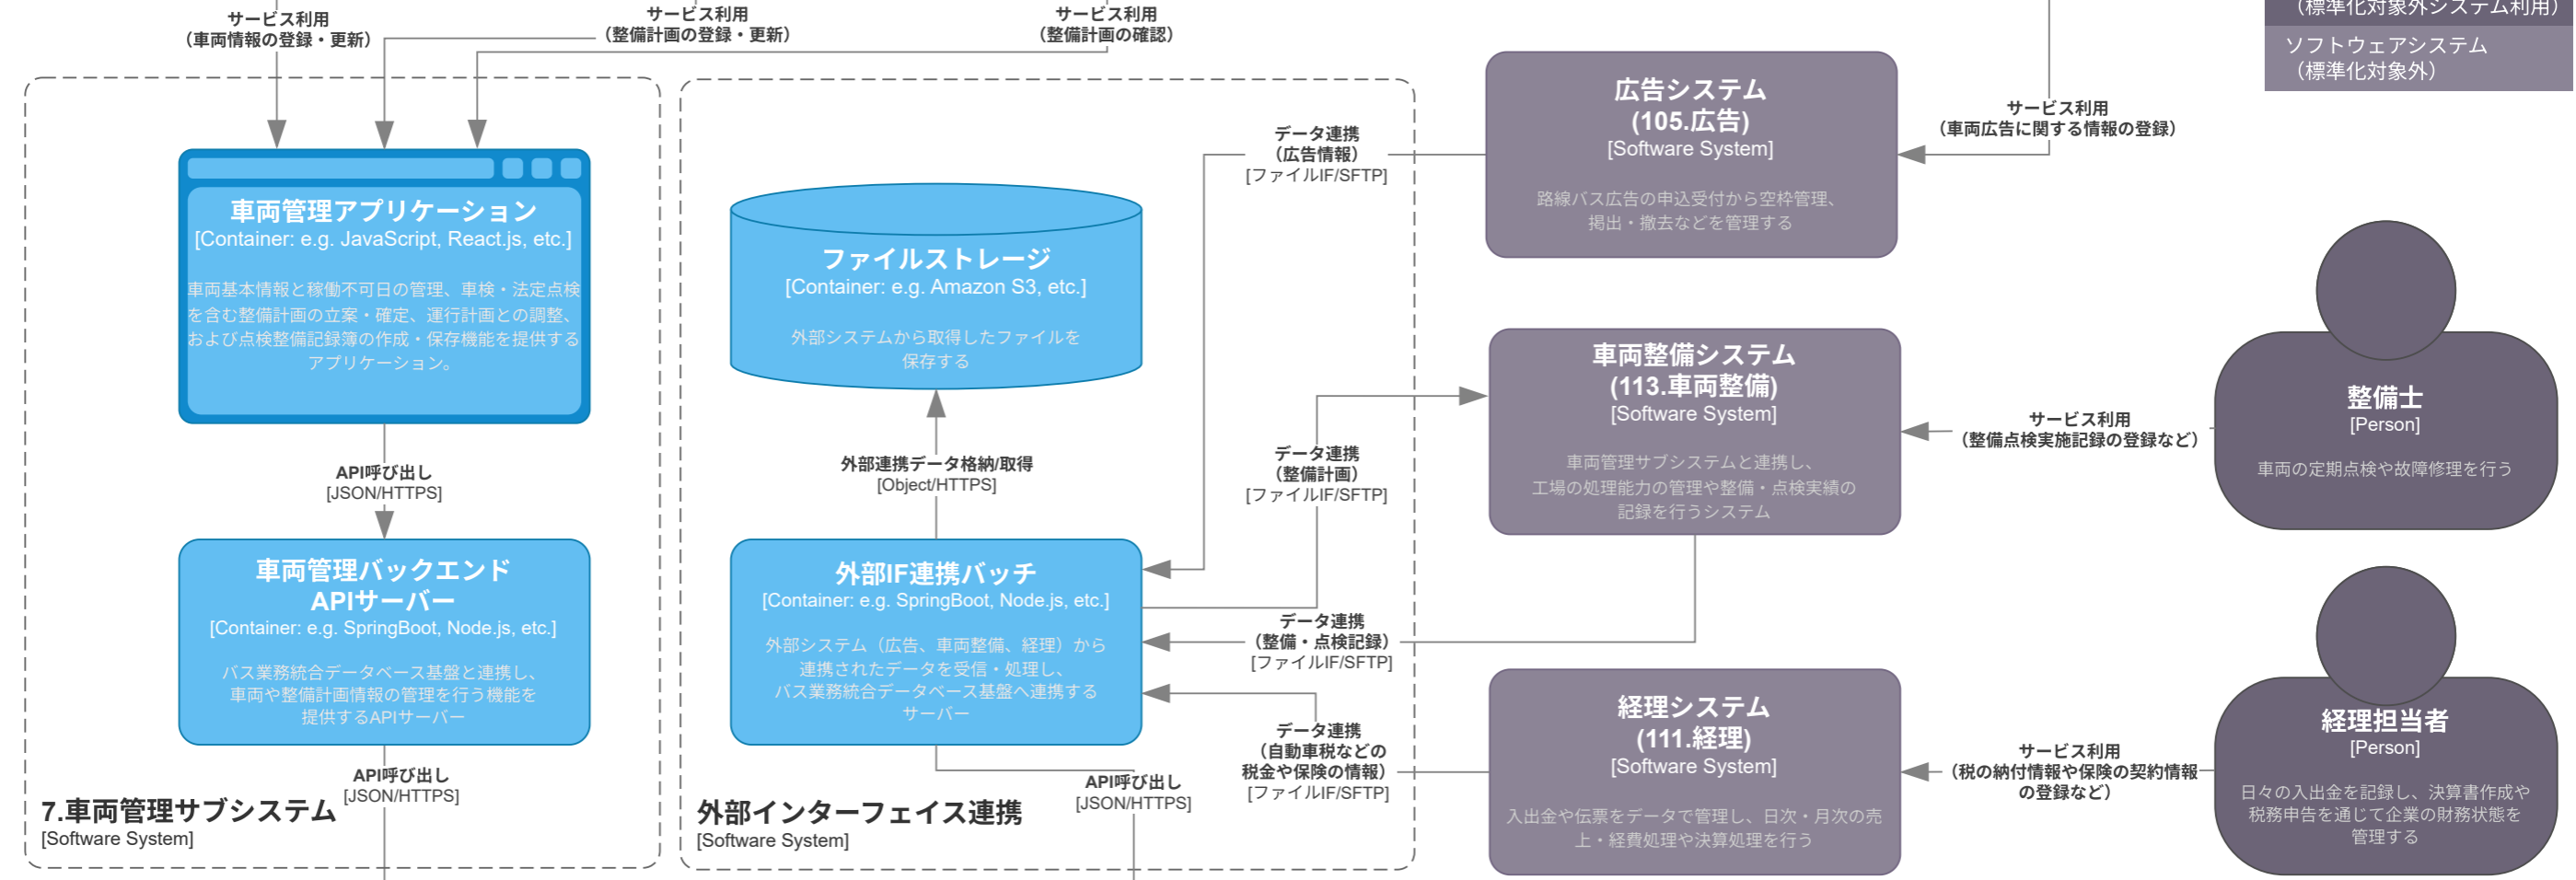 サービス利用
（車両情報の登録・更新）
サービス利用
（整備計画の登録・更新）
サービス利用
（整備計画の確認）
（標準化対象外システム利用）
ソフトウェアシステム
（標準化対象外）
車両管理アプリケーション
[Container: e.g. JavaScript, React.js, etc.]
車両基本情報と稼働不可日の管理、車検・法定点検
を含む整備計画の立案・確定、運行計画との調整、
および点検整備記録簿の作成・保存機能を提供する
アプリケーション。
API呼び出し
[JSON/HTTPS]
車両管理バックエンド
APIサーバー
[Container: e.g. SpringBoot, Node.js, etc.]
バス業務統合データベース基盤と連携し、
車両や整備計画情報の管理を行う機能を
提供するAPIサーバー
API呼び出し
[JSON/HTTPS]
7.車両管理サブシステム
[Software System]
ファイルストレージ
[Container: e.g. Amazon S3, etc.]
外部システムから取得したファイルを
保存する
外部連携データ格納/取得
[Object/HTTPS]
外部IF連携バッチ
[Container: e.g. SpringBoot, Node.js, etc.]
外部システム（広告、車両整備、経理）から
連携されたデータを受信・処理し、
バス業務統合データベース基盤へ連携する
サーバー
API呼び出し
[JSON/HTTPS]
外部インターフェイス連携
[Software System]
データ連携
（広告情報）
[ファイルIF/SFTP]
データ連携
（整備計画）
[ファイルIF/SFTP]
データ連携
（整備・点検記録）
[ファイルIF/SFTP]
データ連携
（自動車税などの
税金や保険の情報）
[ファイルIF/SFTP]
広告システム
(105.広告)
[Software System]
路線バス広告の申込受付から空枠管理、
掲出・撤去などを管理する
サービス利用
（車両広告に関する情報の登録）
車両整備システム
(113.車両整備)
[Software System]
車両管理サブシステムと連携し、
工場の処理能力の管理や整備・点検実績の
記録を行うシステム
サービス利用
（整備点検実施記録の登録など）
整備士
[Person]
車両の定期点検や故障修理を行う
経理システム
(111.経理)
[Software System]
入出金や伝票をデータで管理し、日次・月次の売
上・経費処理や決算処理を行う
サービス利用
（税の納付情報や保険の契約情報
の登録など）
経理担当者
[Person]
日々の入出金を記録し、決算書作成や
税務申告を通じて企業の財務状態を
管理する